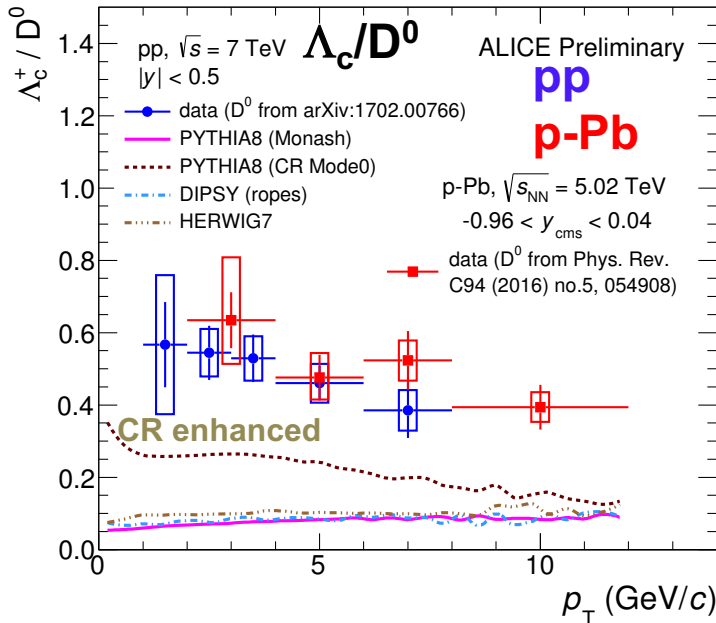 Λc/D⁰
ALICE Preliminary
pp, √s = 7 TeV
|y| < 0.5
pp
p-Pb
data (D⁰ from arXiv:1702.00766)
PYTHIA8 (Monash)
PYTHIA8 (CR Mode0)
DIPSY (ropes)
HERWIG7
p-Pb, √sNN = 5.02 TeV
-0.96 < ycms < 0.04
data (D⁰ from Phys. Rev.
C94 (2016) no.5, 054908)
CR enhanced
Λc⁺ / D⁰
1.4
1.2
1.0
0.8
0.6
0.4
0.2
0.0
0 5 10
pT (GeV/c)